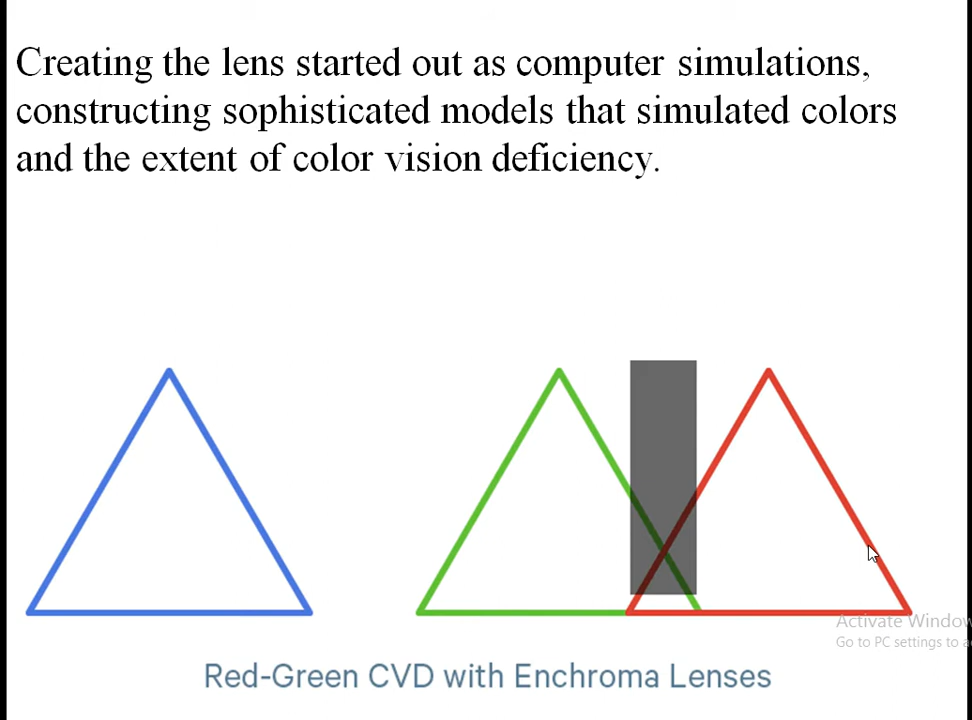 Creating the lens started out as computer simulations,
constructing sophisticated models that simulated colors
and the extent of color vision deficiency.
Activate Window
Go to PC settings to a
Red-Green CVD with Enchroma Lenses